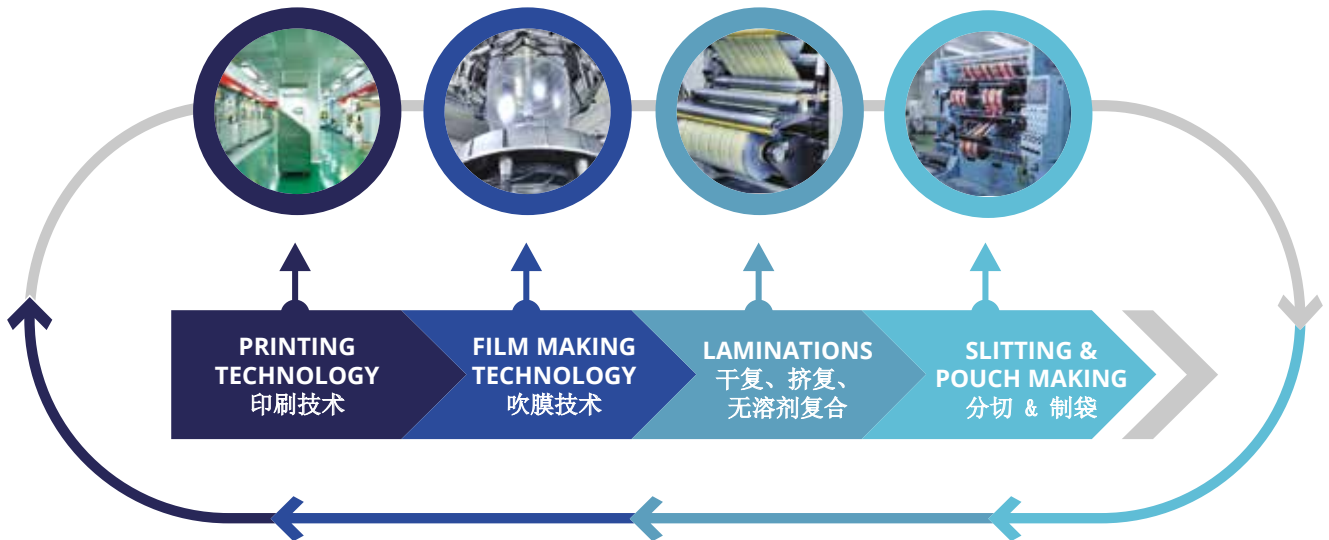 PRINTING
TECHNOLOGY
印刷技术
FILM MAKING
TECHNOLOGY
吹膜技术
LAMINATIONS
干复、挤复、
无溶剂复合
SLITTING &
POUCH MAKING
分切 & 制袋